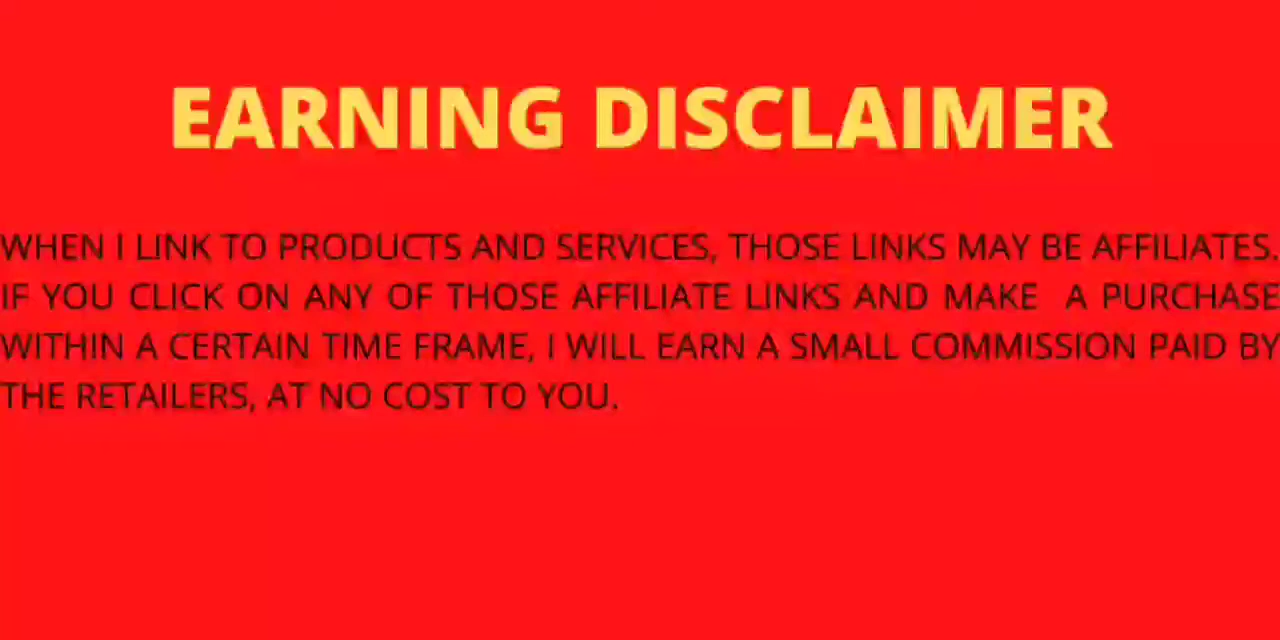 EARNING DISCLAIMER
WHEN I LINK TO PRODUCTS AND SERVICES, THOSE LINKS MAY BE AFFILIATES.
IF YOU CLICK ON ANY OF THOSE AFFILIATE LINKS AND MAKE A PURCHASE
WITHIN A CERTAIN TIME FRAME, I WILL EARN A SMALL COMMISSION PAID BY
THE RETAILERS, AT NO COST TO YOU.